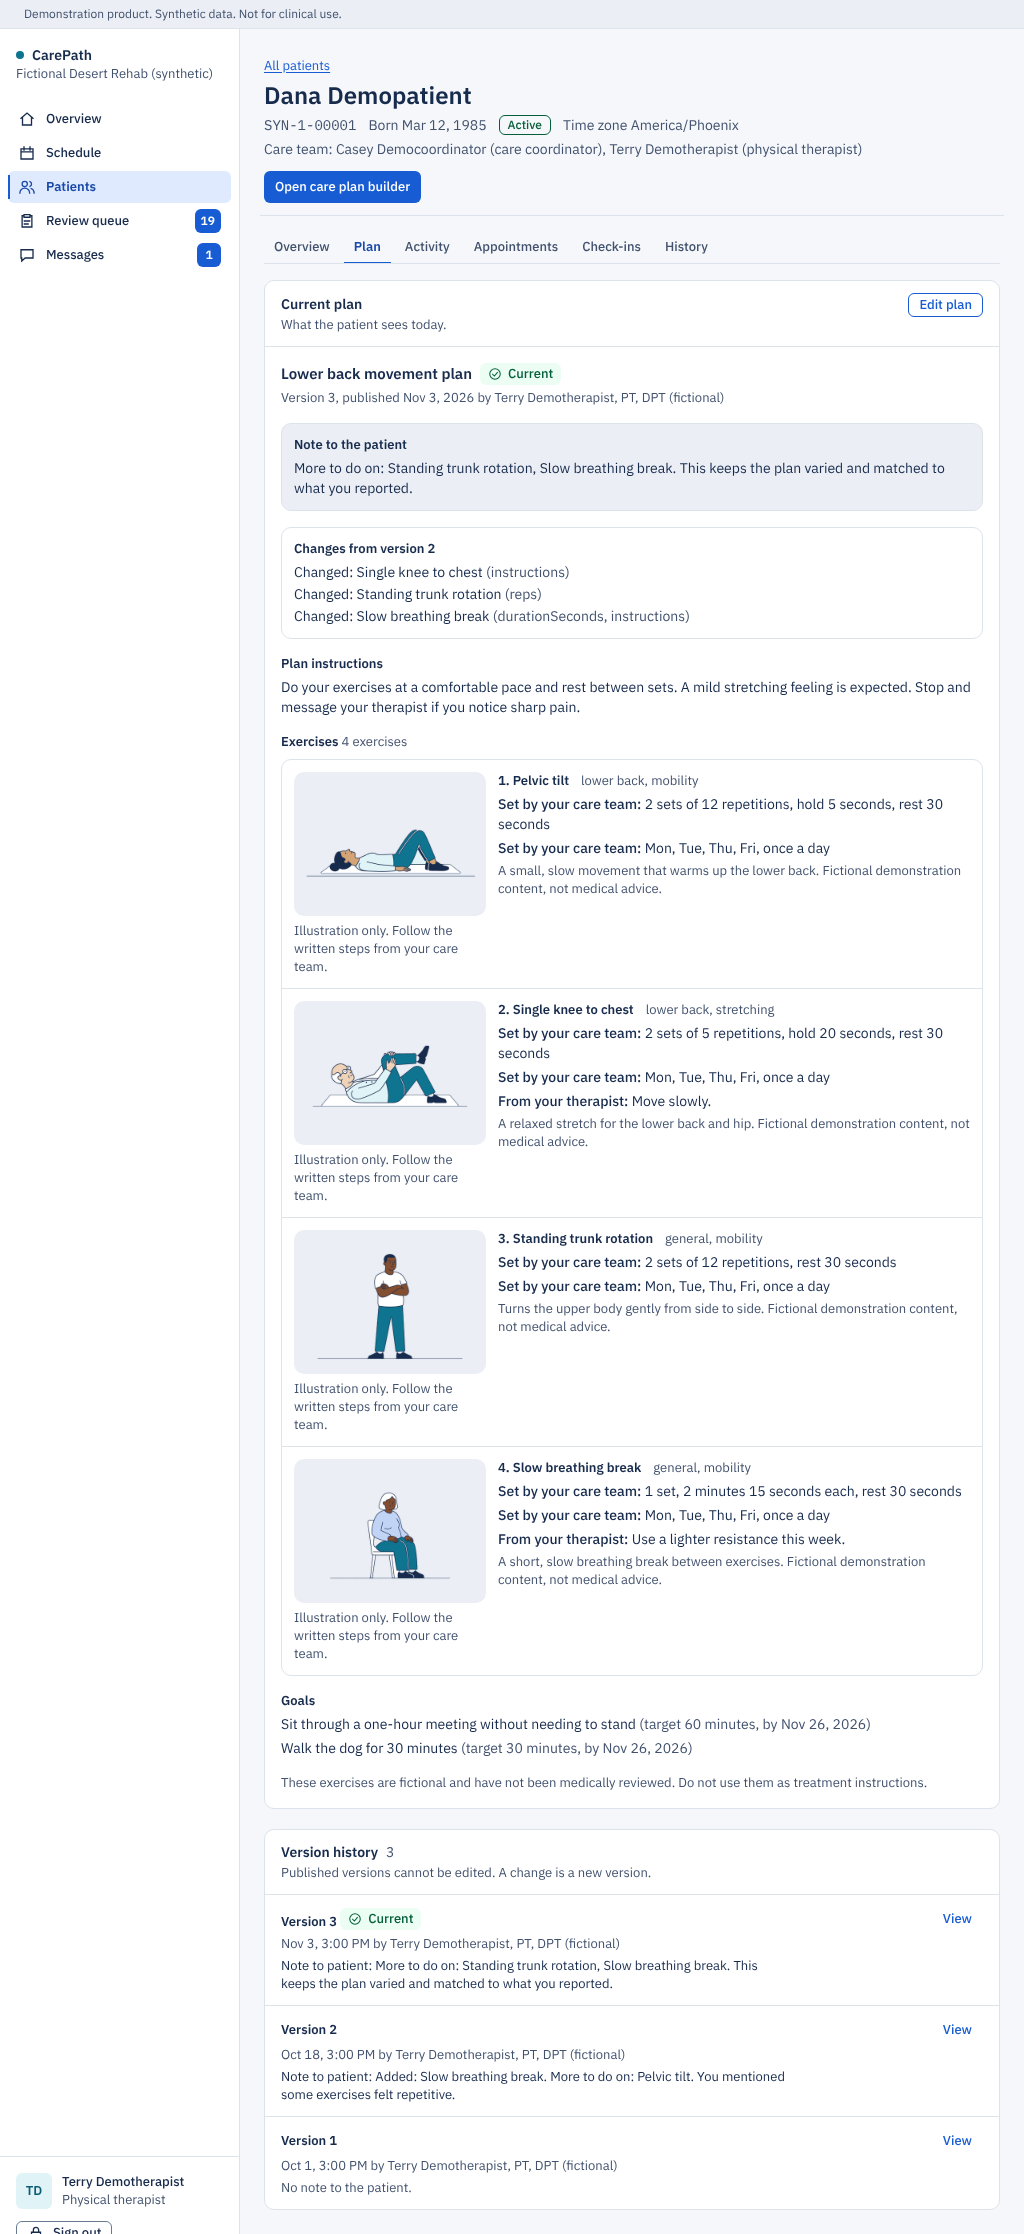 Demonstration product. Synthetic data. Not for clinical use.
CarePath
Fictional Desert Rehab (synthetic)
Overview
Schedule
Patients
Review queue 19
Messages 1
All patients
Dana Demopatient
SYN-1-00001 Born Mar 12, 1985 Active Time zone America/Phoenix
Care team: Casey Democoordinator (care coordinator), Terry Demotherapist (physical therapist)
Open care plan builder
Overview Plan Activity Appointments Check-ins History
Current plan
Edit plan
What the patient sees today.
Lower back movement plan Current
Version 3, published Nov 3, 2026 by Terry Demotherapist, PT, DPT (fictional)
Note to the patient
More to do on: Standing trunk rotation, Slow breathing break. This keeps the plan varied and matched to
what you reported.
Changes from version 2
Changed: Single knee to chest (instructions)
Changed: Standing trunk rotation (reps)
Changed: Slow breathing break (durationSeconds, instructions)
Plan instructions
Do your exercises at a comfortable pace and rest between sets. A mild stretching feeling is expected. Stop and
message your therapist if you notice sharp pain.
Exercises 4 exercises
1. Pelvic tilt lower back, mobility
Set by your care team: 2 sets of 12 repetitions, hold 5 seconds, rest 30
seconds
Set by your care team: Mon, Tue, Thu, Fri, once a day
A small, slow movement that warms up the lower back. Fictional demonstration
content, not medical advice.
Illustration only. Follow the
written steps from your care
team.
2. Single knee to chest lower back, stretching
Set by your care team: 2 sets of 5 repetitions, hold 20 seconds, rest 30
seconds
Set by your care team: Mon, Tue, Thu, Fri, once a day
From your therapist: Move slowly.
A relaxed stretch for the lower back and hip. Fictional demonstration content, not
medical advice.
Illustration only. Follow the
written steps from your care
team.
3. Standing trunk rotation general, mobility
Set by your care team: 2 sets of 12 repetitions, rest 30 seconds
Set by your care team: Mon, Tue, Thu, Fri, once a day
Turns the upper body gently from side to side. Fictional demonstration content,
not medical advice.
Illustration only. Follow the
written steps from your care
team.
4. Slow breathing break general, mobility
Set by your care team: 1 set, 2 minutes 15 seconds each, rest 30 seconds
Set by your care team: Mon, Tue, Thu, Fri, once a day
From your therapist: Use a lighter resistance this week.
A short, slow breathing break between exercises. Fictional demonstration
content, not medical advice.
Illustration only. Follow the
written steps from your care
team.
Goals
Sit through a one-hour meeting without needing to stand (target 60 minutes, by Nov 26, 2026)
Walk the dog for 30 minutes (target 30 minutes, by Nov 26, 2026)
These exercises are fictional and have not been medically reviewed. Do not use them as treatment instructions.
Version history 3
Published versions cannot be edited. A change is a new version.
Version 3 Current
View
Nov 3, 3:00 PM by Terry Demotherapist, PT, DPT (fictional)
Note to patient: More to do on: Standing trunk rotation, Slow breathing break. This
keeps the plan varied and matched to what you reported.
Version 2
View
Oct 18, 3:00 PM by Terry Demotherapist, PT, DPT (fictional)
Note to patient: Added: Slow breathing break. More to do on: Pelvic tilt. You mentioned
some exercises felt repetitive.
Version 1
View
Oct 1, 3:00 PM by Terry Demotherapist, PT, DPT (fictional)
No note to the patient.
TD
Terry Demotherapist
Physical therapist
Sign out